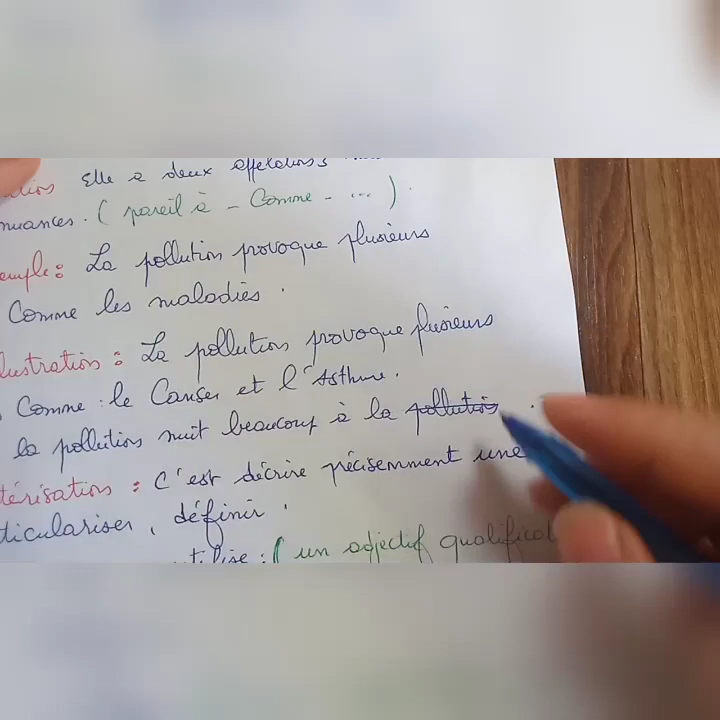 Elle a deux
nuances. (pareil à - Comme - ...).
emple : La pollution provoque plusieurs
Comme les maladies.
lustration : La pollution provoque plusieurs
Comme : le Cancer et l'Asthme.
la pollution nuit beaucoup à la pollution
térisation : C'est décrire précisemment une
ticulariser, définir.
tilise : ( un adjectif qualificat